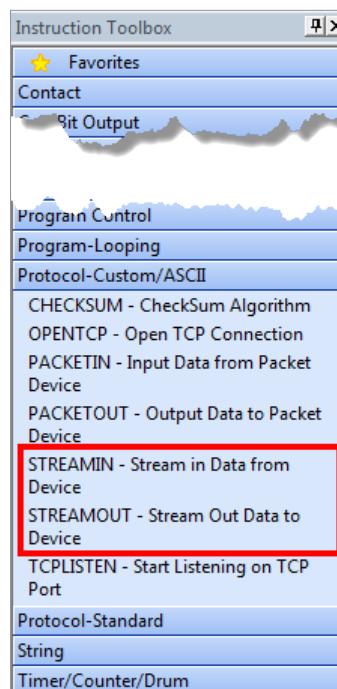 Instruction Toolbox
Favorites
Contact
Bit Output
Program Control
Program-Looping
Protocol-Custom/ASCII
CHECKSUM - CheckSum Algorithm
OPENTCP - Open TCP Connection
PACKETIN - Input Data from Packet
Device
PACKETOUT - Output Data to Packet
Device
STREAMIN - Stream in Data from
Device
STREAMOUT - Stream Out Data to
Device
TCPLISTEN - Start Listening on TCP
Port
Protocol-Standard
String
Timer/Counter/Drum